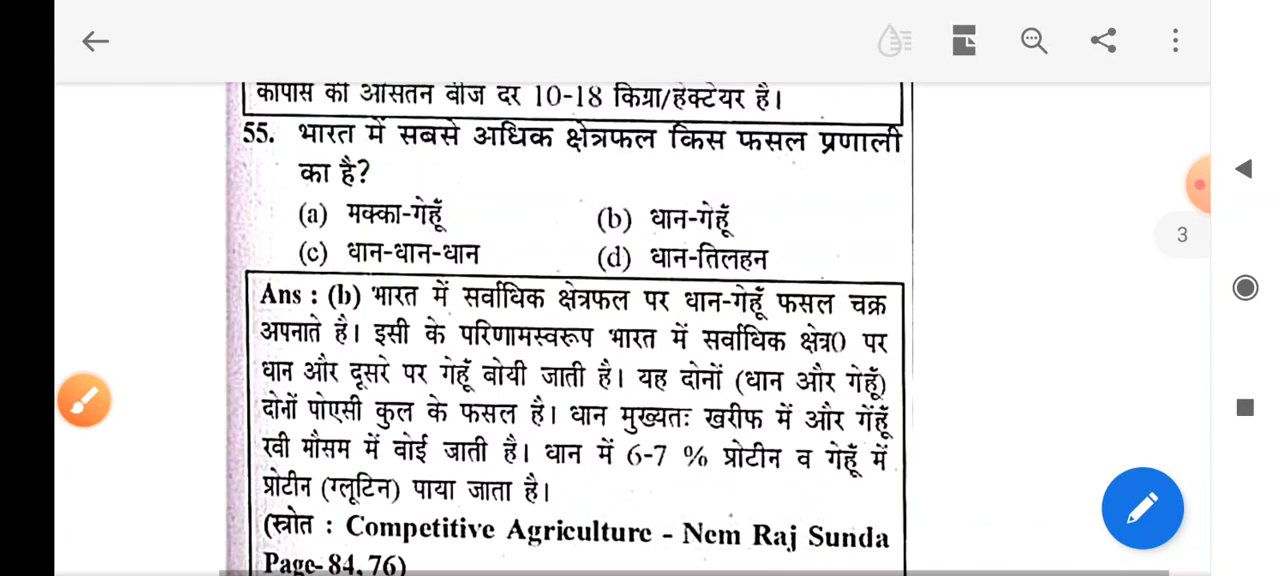 कापास की औसतन बीज दर 10-18 किग्रा/हेक्टेयर है।
55. भारत में सबसे अधिक क्षेत्रफल किस फसल प्रणाली
का है?
(a) मक्का-गेहूँ (b) धान-गेहूँ
(c) धान-धान-धान (d) धान-तिलहन
Ans : (b) भारत में सर्वाधिक क्षेत्रफल पर धान-गेहूँ फसल चक्र
अपनाते है। इसी के परिणामस्वरूप भारत में सर्वाधिक क्षेत्र0 पर
धान और दूसरे पर गेहूँ वोयी जाती है। यह दोनों (धान और गेहूँ)
दोनों पोएसी कुल के फसल है। धान मुख्यतः खरीफ में और गेंहूँ
रवी मौसम में वोई जाती है। धान में 6-7 % प्रोटीन व गेहूँ में
प्रोटीन (ग्लूटिन) पाया जाता है।
(स्त्रोत : Competitive Agriculture - Nem Raj Sunda
Page- 84, 76)
3